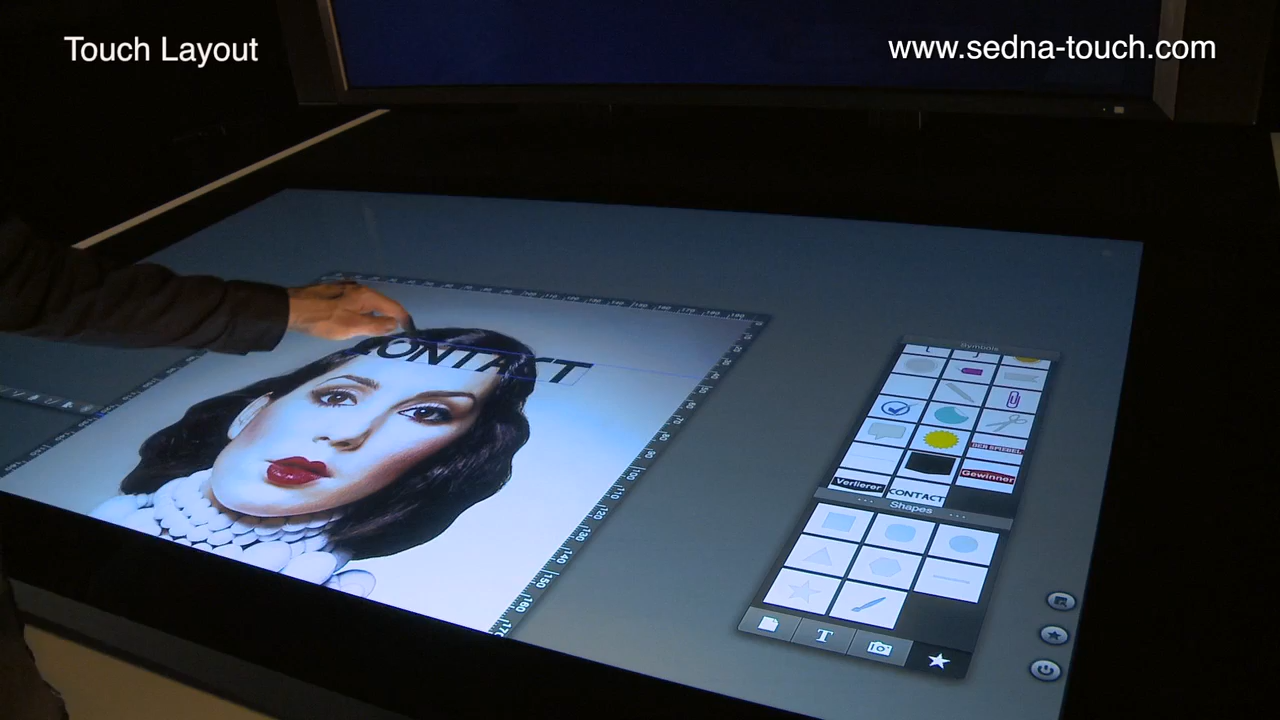 Touch Layout
www.sedna-touch.com
CONTACT
Symbols
DER SPIEGEL
Gewinner
Verlierer
CONTACT
Shapes
T